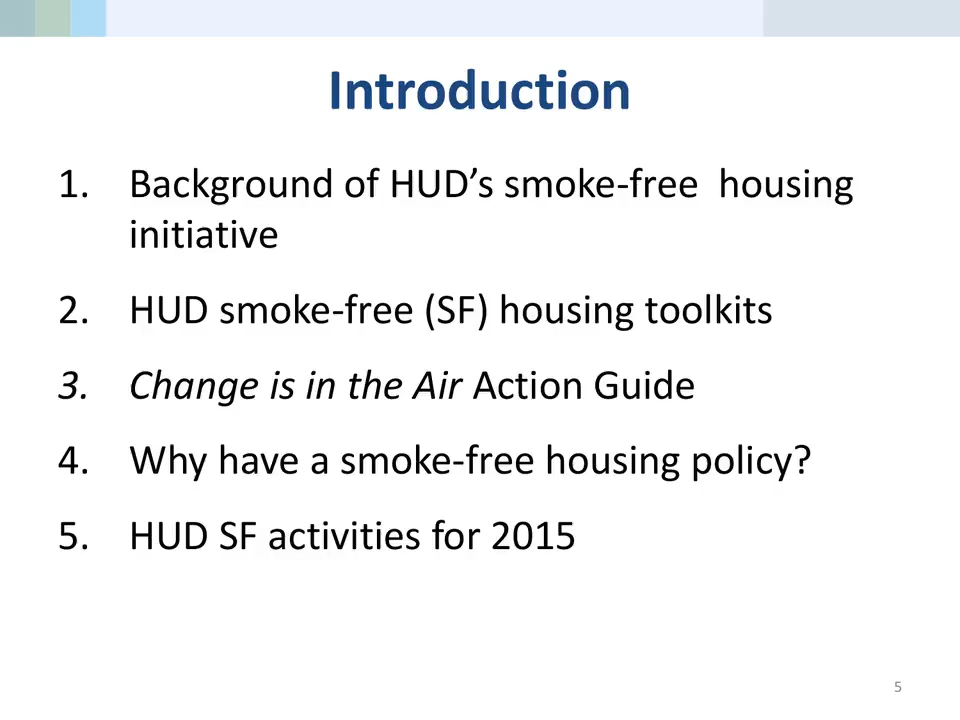 Introduction
1. Background of HUD’s smoke-free  housing
initiative
2. HUD smoke-free (SF) housing toolkits
3. Change is in the Air Action Guide
4. Why have a smoke-free housing policy?
5. HUD SF activities for 2015
5